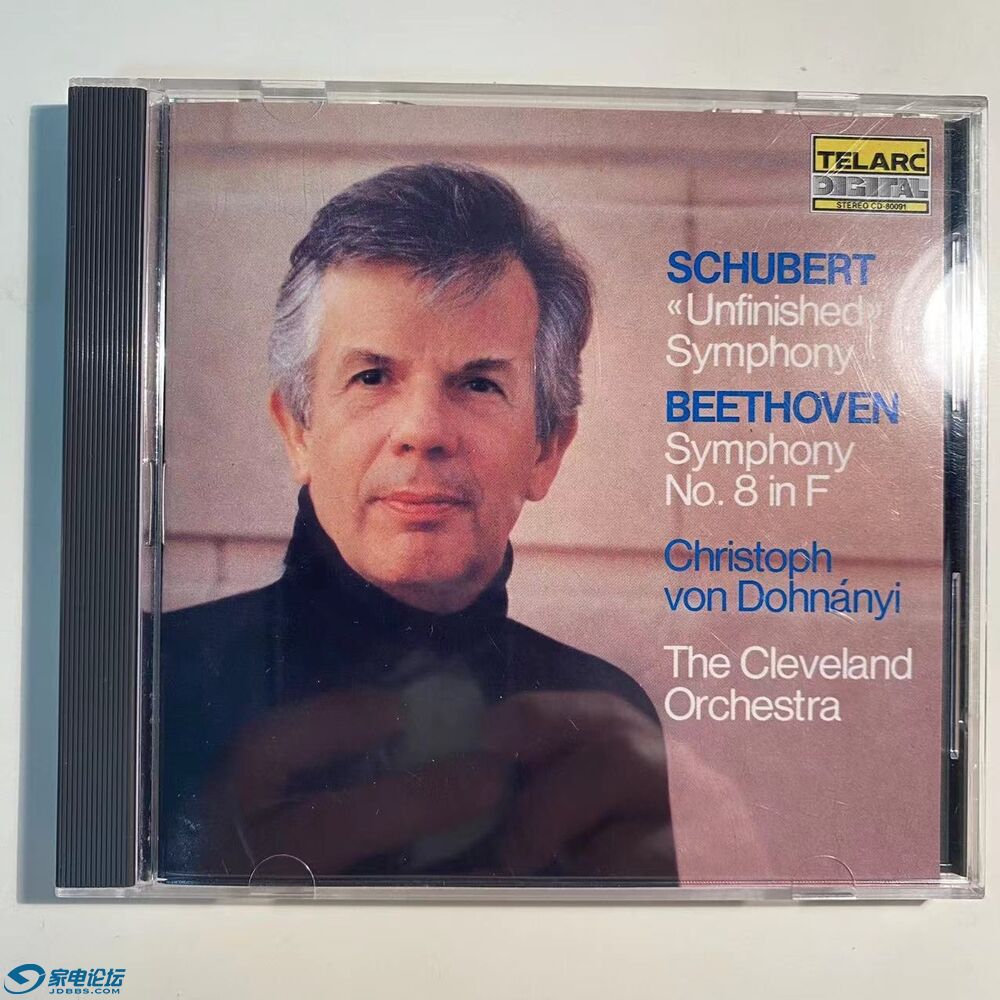 TELARC
DIGITAL
STEREO CD-80091
SCHUBERT
«Unfinished»
Symphony
BEETHOVEN
Symphony
No. 8 in F
Christoph
von Dohnányi
The Cleveland
Orchestra
家电论坛
JDBBS.COM